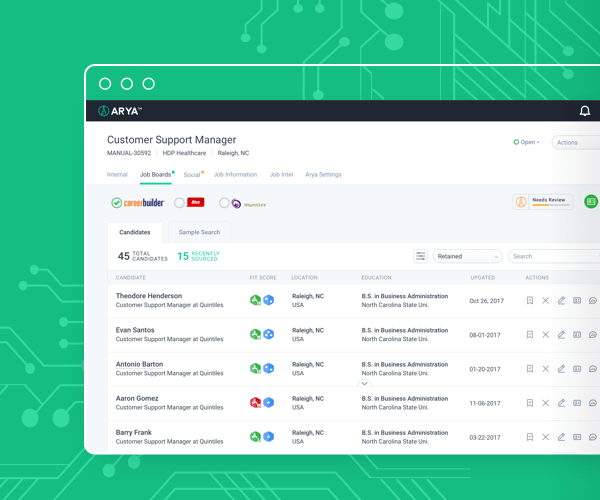 ARYA™
Customer Support Manager
MANUAL-30592 HDP Healthcare Raleigh, NC
Open
Actions
Internal Job Boards Social Job Information Job Intel Arya Settings
careerbuilder Dice monster
Needs Review
Candidates Sample Search
45 TOTAL CANDIDATES 15 RECENTLY SOURCED
Retained
Search
CANDIDATE FIT SCORE LOCATION EDUCATION UPDATED ACTIONS
Theodore Henderson Raleigh, NC B.S. in Business Administration Oct 26, 2017
Customer Support Manager at Quintiles USA North Carolina State Uni.
Evan Santos Raleigh, NC B.S. in Business Administration 08-01-2017
Customer Support Manager at Quintiles USA North Carolina State Uni.
Antonio Barton Raleigh, NC B.S. in Business Administration 01-20-2017
Customer Support Manager at Quintiles USA North Carolina State Uni.
Aaron Gomez Raleigh, NC B.S. in Business Administration 11-06-2017
Customer Support Manager at Quintiles USA North Carolina State Uni.
Barry Frank Raleigh, NC B.S. in Business Administration 03-22-2017
Customer Support Manager at Quintiles USA North Carolina State Uni.